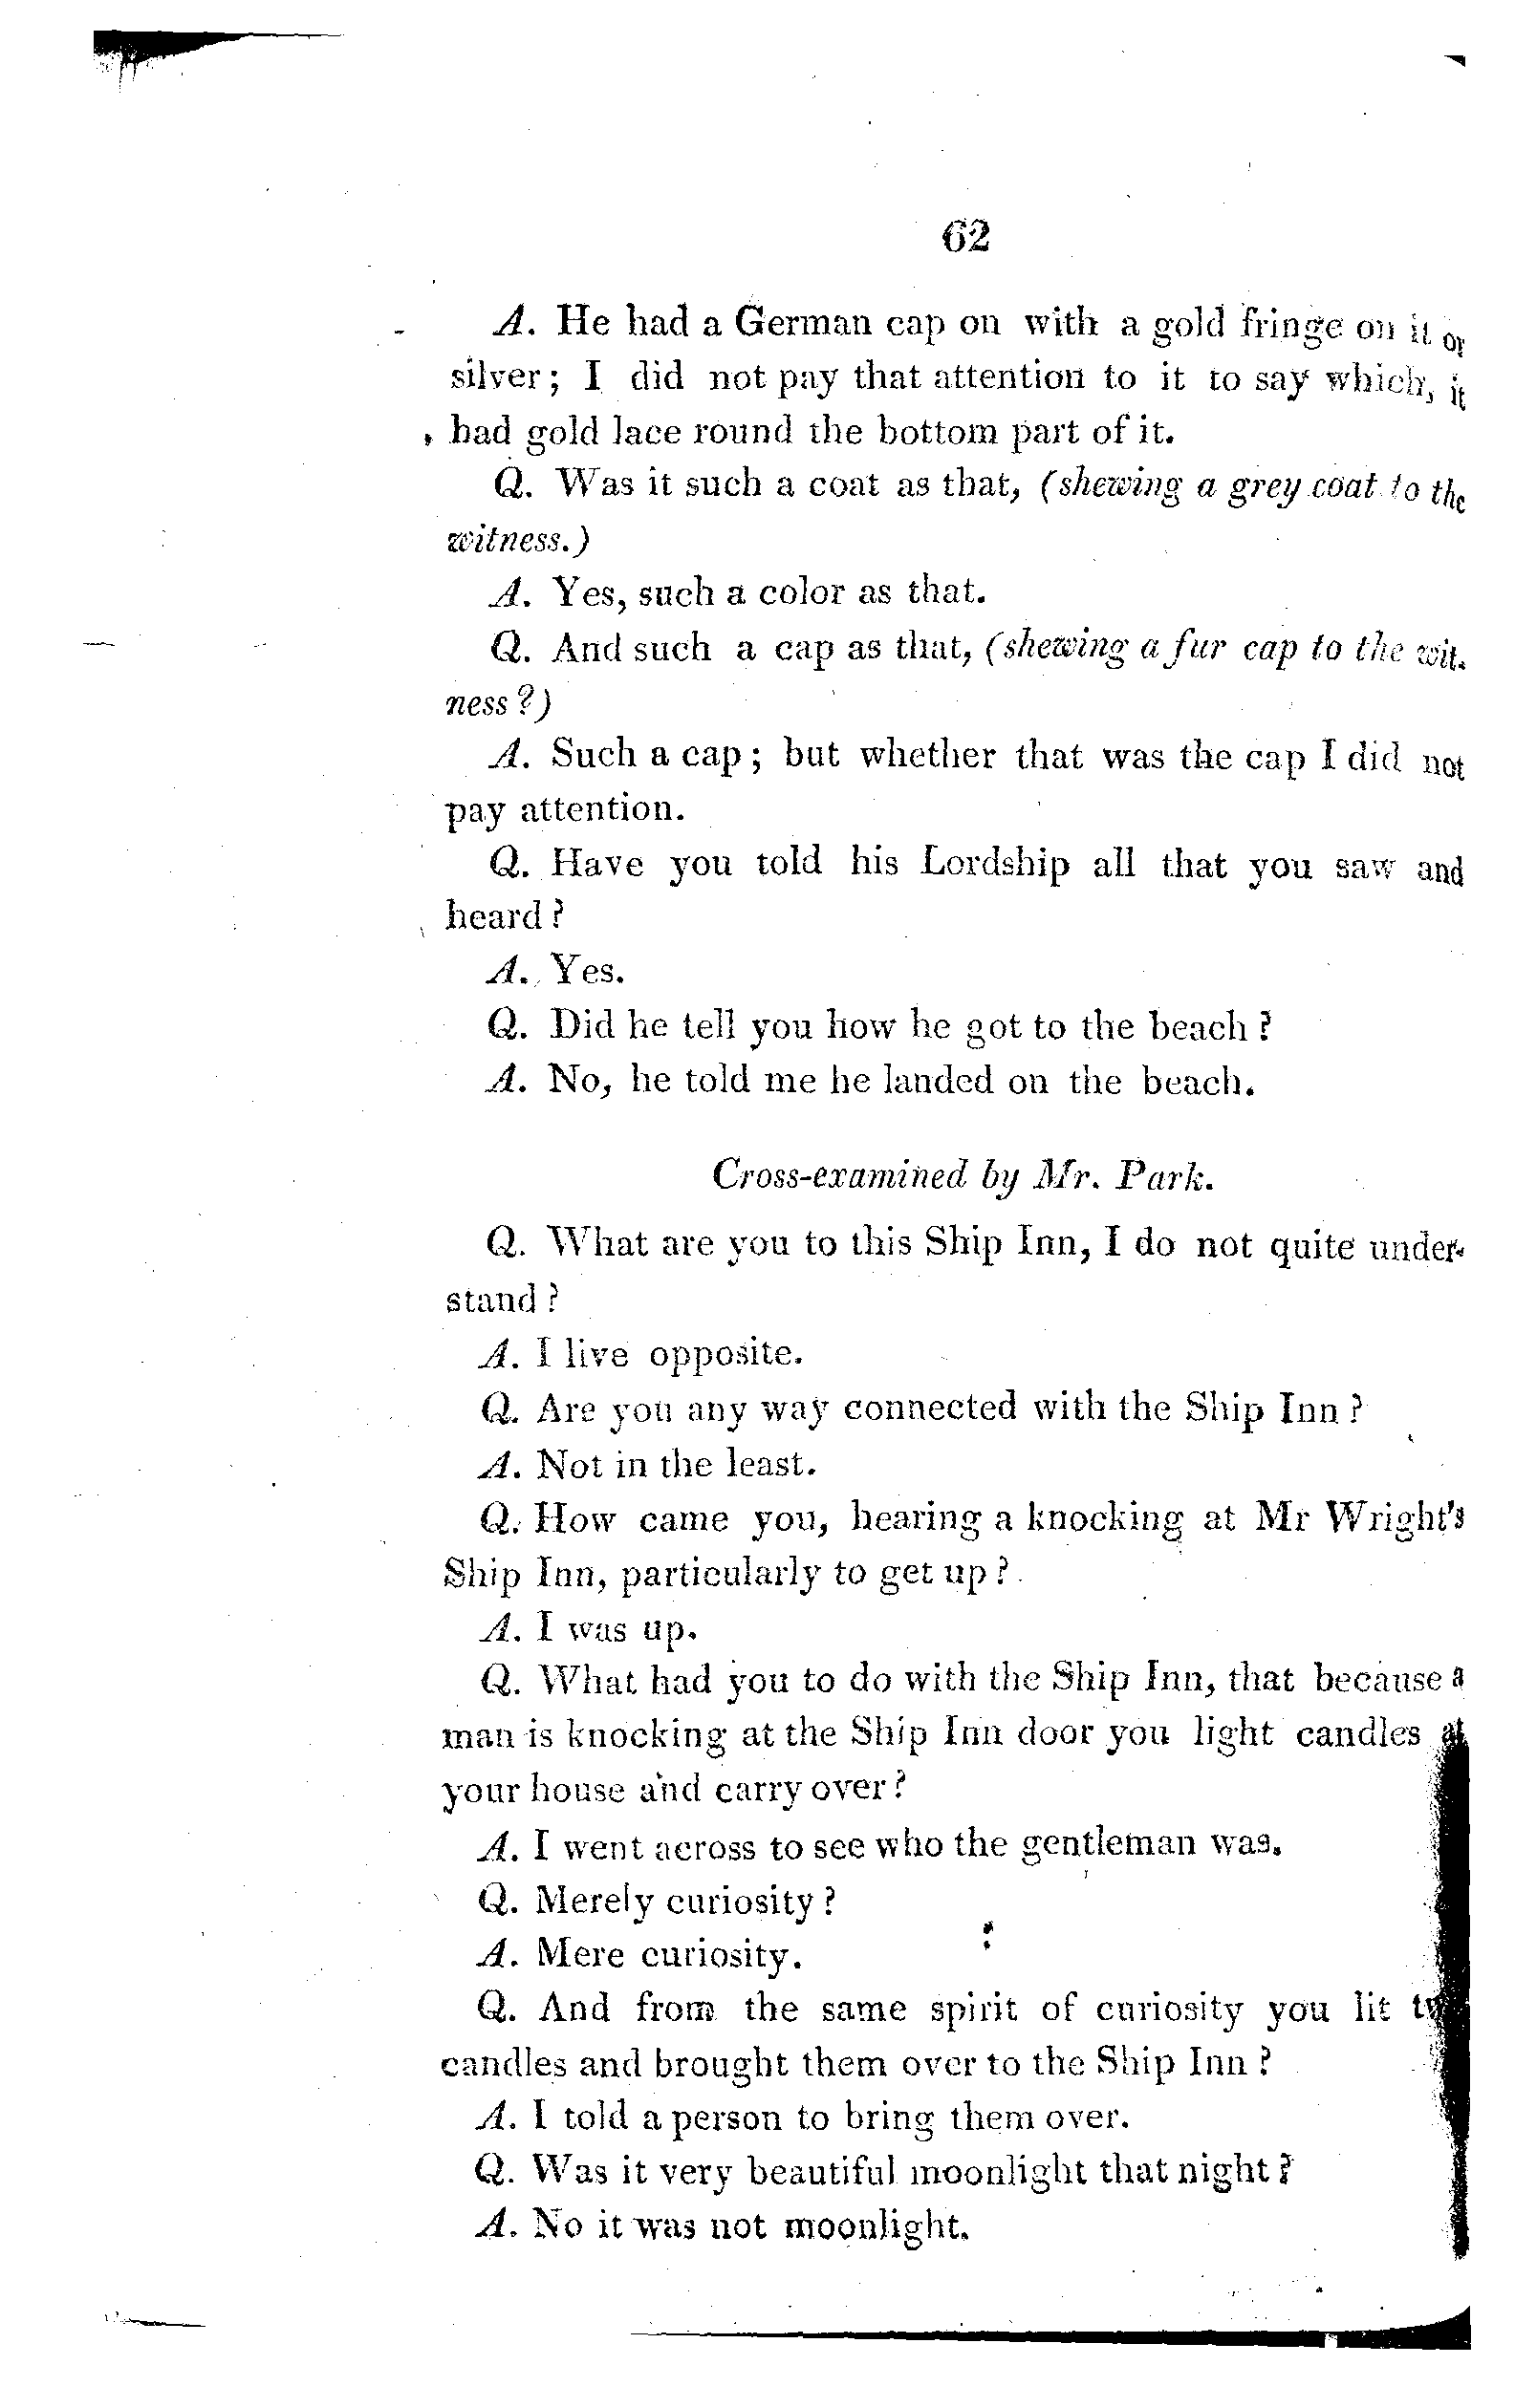 62
A. He had a German cap on with a gold fringe on it or
silver; I did not pay that attention to it to say which, it
had gold lace round the bottom part of it.
Q. Was it such a coat as that, (shewing a grey coat to the
witness.)
A. Yes, such a color as that.
Q. And such a cap as that, (shewing a fur cap to the wit-
ness?)
A. Such a cap; but whether that was the cap I did not
pay attention.
Q. Have you told his Lordship all that you saw and
heard?
A. Yes.
Q. Did he tell you how he got to the beach?
A. No, he told me he landed on the beach.
Cross-examined by Mr. Park.
Q. What are you to this Ship Inn, I do not quite under-
stand?
A. I live opposite.
Q. Are you any way connected with the Ship Inn?
A. Not in the least.
Q. How came you, hearing a knocking at Mr Wright's
Ship Inn, particularly to get up?
A. I was up.
Q. What had you to do with the Ship Inn, that because a
man is knocking at the Ship Inn door you light candles at
your house and carry over?
A. I went across to see who the gentleman was.
Q. Merely curiosity?
A. Mere curiosity.
Q. And from the same spirit of curiosity you lit
candles and brought them over to the Ship Inn?
A. I told a person to bring them over.
Q. Was it very beautiful moonlight that night?
A. No it was not moonlight.